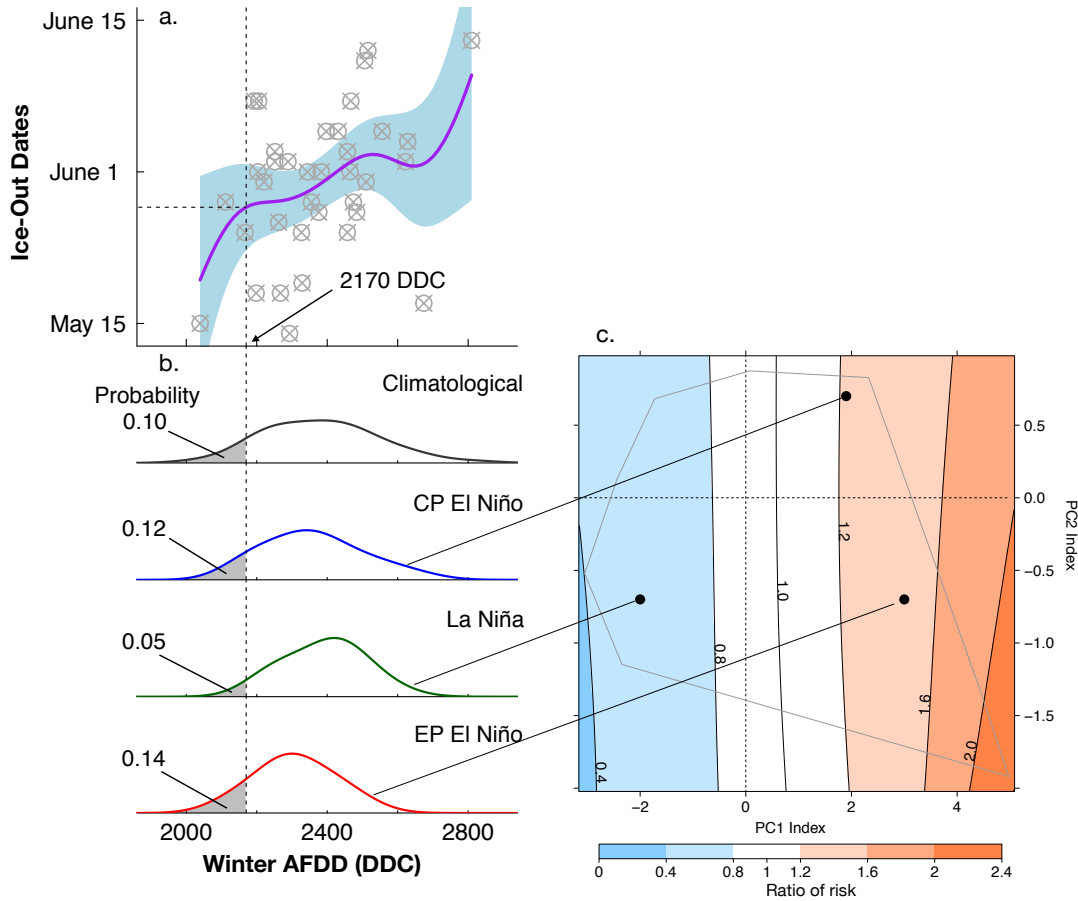 a.
June 15
June 1
May 15
Ice-Out Dates
2170 DDC
b.
Probability
Climatological
0.10
CP El Niño
0.12
La Niña
0.05
EP El Niño
0.14
2000
2400
2800
Winter AFDD (DDC)
c.
0.5
0.0
−0.5
−1.0
−1.5
PC2 Index
0.4
0.8
1.0
1.2
1.6
2.0
−2
0
2
4
PC1 Index
0
0.4
0.8
1
1.2
1.6
2
2.4
Ratio of risk